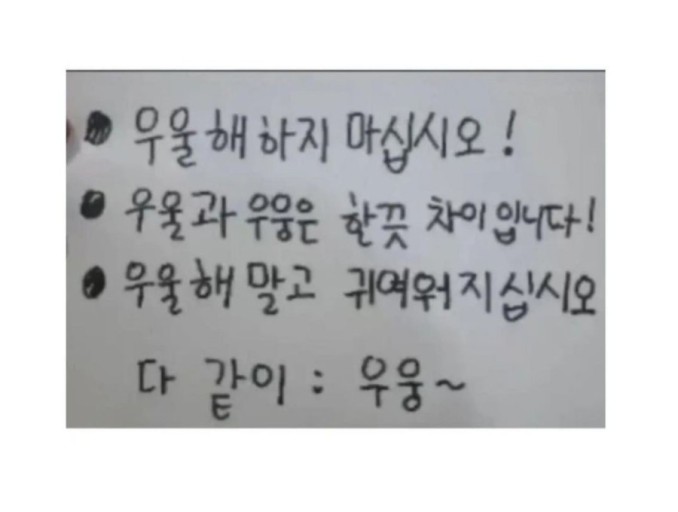 ● 우울해하지 마십시오!
● 우울과 우웅은 한끗 차이입니다!
● 우울해 말고 귀여워지십시오
다 같이 : 우웅~